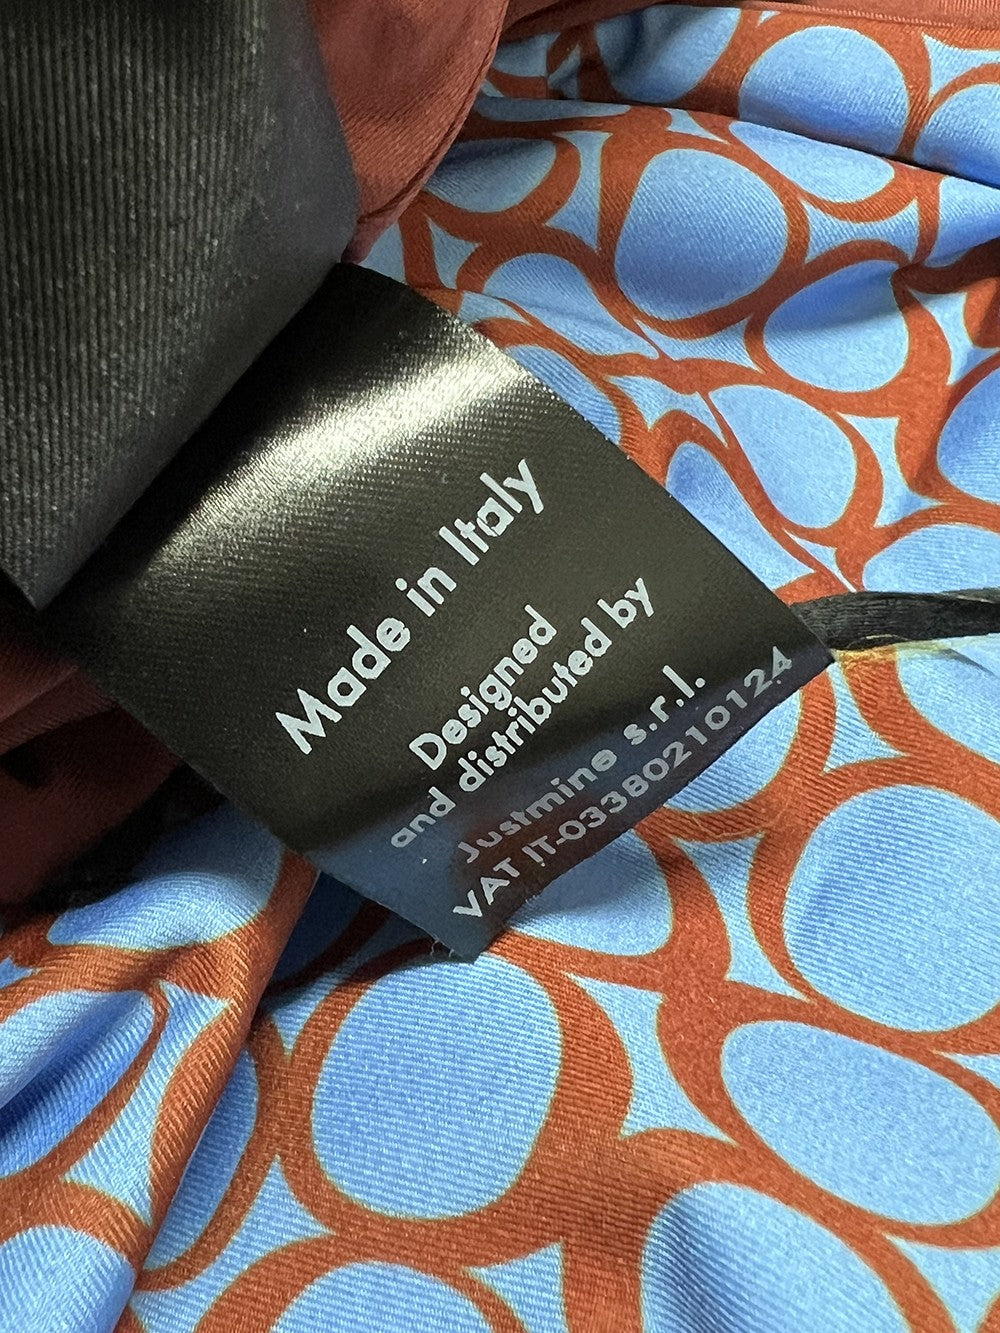 Made in Italy
Designed
and distributed by
Justmine s.r.l.
VAT IT-03380210124